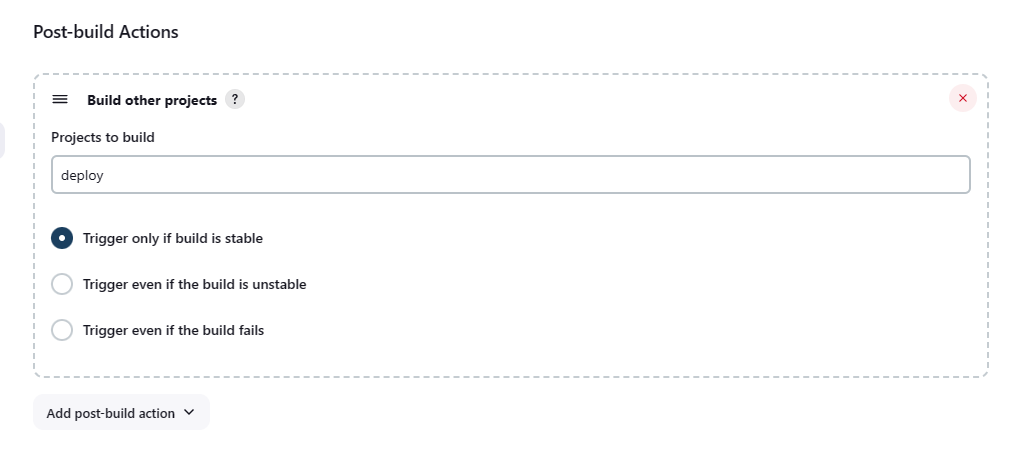 Post-build Actions
Build other projects ?
Projects to build
deploy
Trigger only if build is stable
Trigger even if the build is unstable
Trigger even if the build fails
Add post-build action